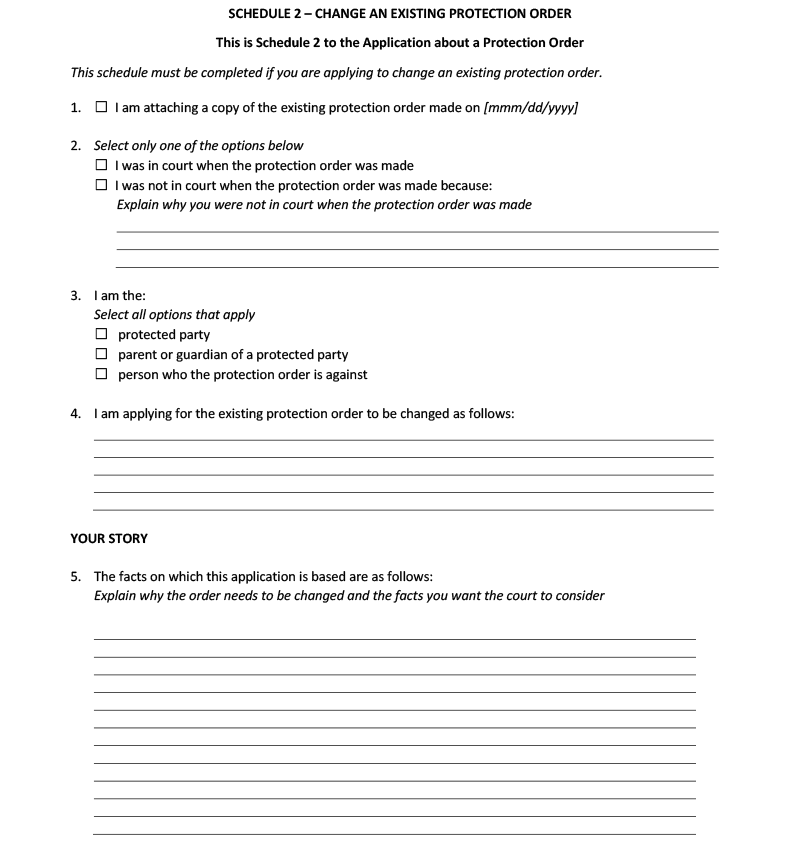 SCHEDULE 2 – CHANGE AN EXISTING PROTECTION ORDER
This is Schedule 2 to the Application about a Protection Order
This schedule must be completed if you are applying to change an existing protection order.
1. ☐ I am attaching a copy of the existing protection order made on [mmm/dd/yyyy]
2. Select only one of the options below
☐ I was in court when the protection order was made
☐ I was not in court when the protection order was made because:
Explain why you were not in court when the protection order was made
3. I am the:
Select all options that apply
☐ protected party
☐ parent or guardian of a protected party
☐ person who the protection order is against
4. I am applying for the existing protection order to be changed as follows:
YOUR STORY
5. The facts on which this application is based are as follows:
Explain why the order needs to be changed and the facts you want the court to consider